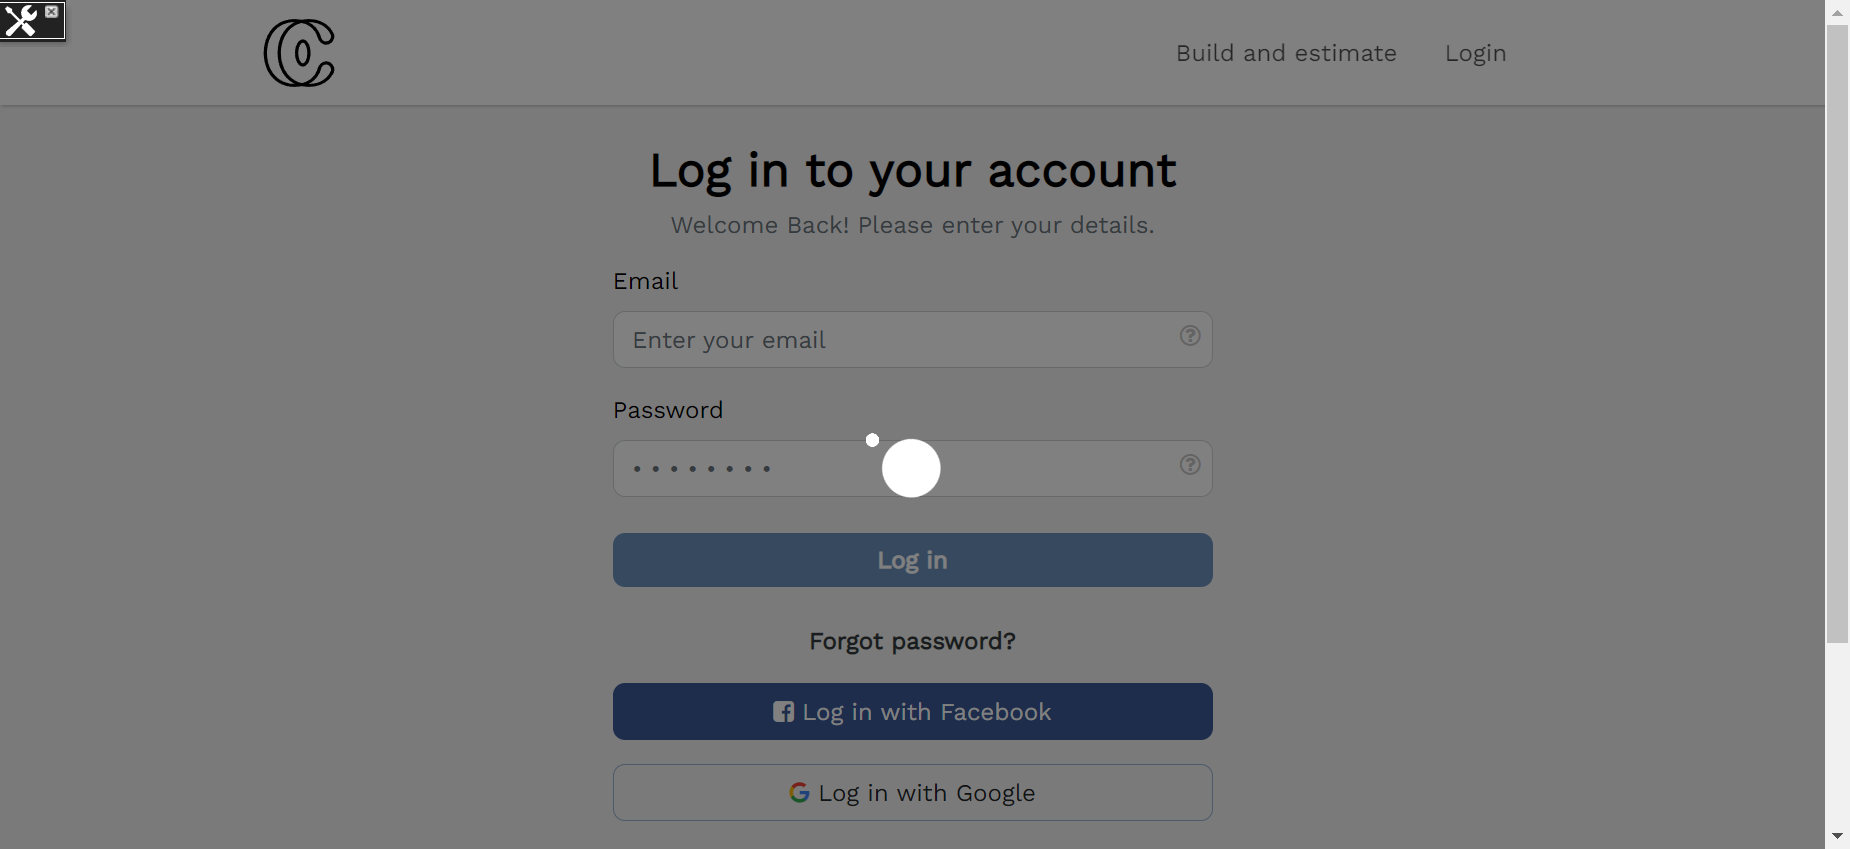 Build and estimate
Login
Log in to your account
Welcome Back! Please enter your details.
Email
Enter your email
Password
Log in
Forgot password?
Log in with Facebook
Log in with Google